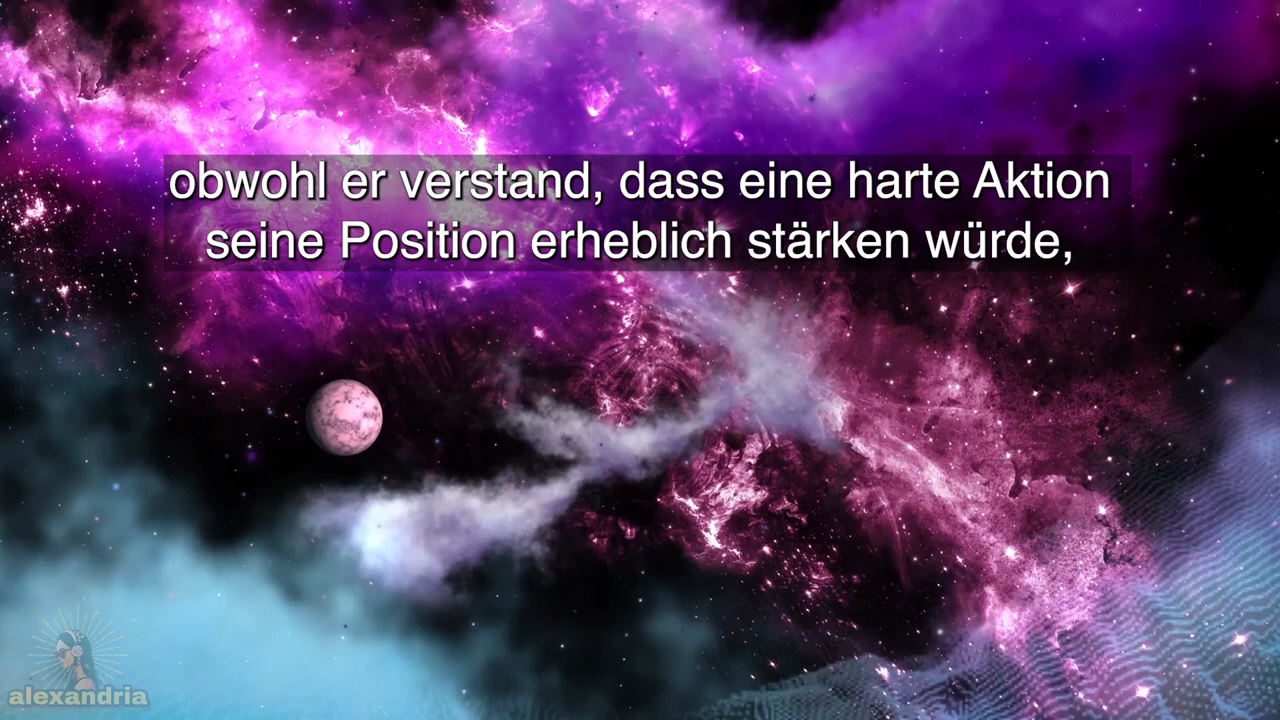 obwohl er verstand, dass eine harte Aktion
seine Position erheblich stärken würde,
alexandria